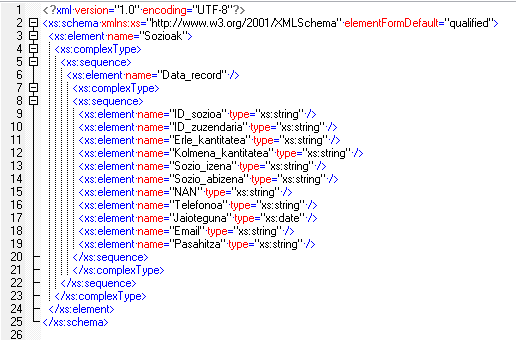 1 <?xml version="1.0" encoding="UTF-8"?>
2 <xs:schema xmlns:xs="http://www.w3.org/2001/XMLSchema" elementFormDefault="qualified">
3 <xs:element name="Sozioak">
4 <xs:complexType>
5 <xs:sequence>
6 <xs:element name="Data_record" />
7 <xs:complexType>
8 <xs:sequence>
9 <xs:element name="ID_sozioa" type="xs:string" />
10 <xs:element name="ID_zuzendaria" type="xs:string" />
11 <xs:element name="Erle_kantitatea" type="xs:string" />
12 <xs:element name="Kolmena_kantitatea" type="xs:string" />
13 <xs:element name="Sozio_izena" type="xs:string" />
14 <xs:element name="Sozio_abizena" type="xs:string" />
15 <xs:element name="NAN" type="xs:string" />
16 <xs:element name="Telefonoa" type="xs:string" />
17 <xs:element name="Jaioteguna" type="xs:date" />
18 <xs:element name="Email" type="xs:string" />
19 <xs:element name="Pasahitza" type="xs:string" />
20 </xs:sequence>
21 </xs:complexType>
22 </xs:sequence>
23 </xs:complexType>
24 </xs:element>
25 </xs:schema>
26